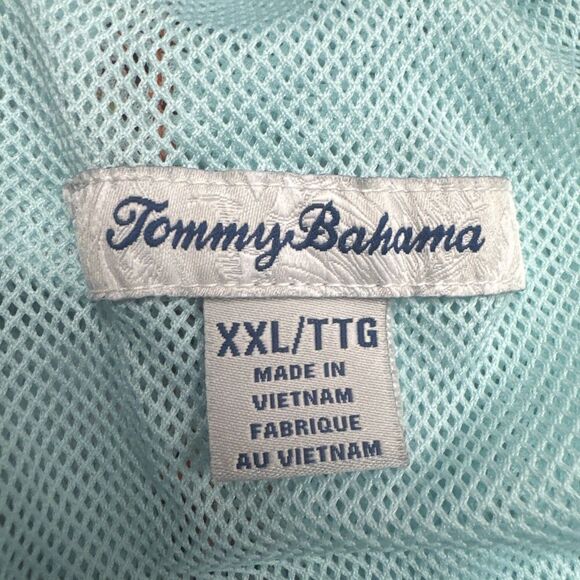 Tommy Bahama
XXL/TTG
MADE IN
VIETNAM
FABRIQUE
AU VIETNAM